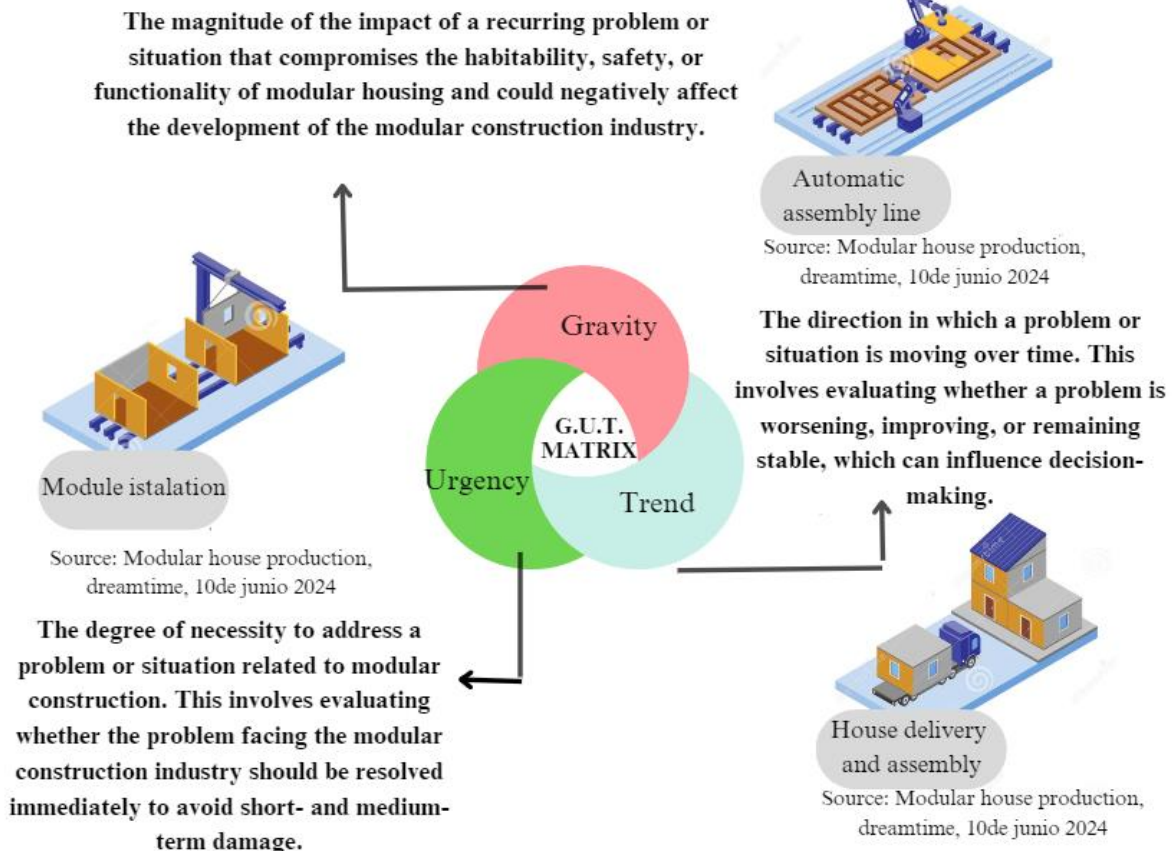 The magnitude of the impact of a recurring problem or
situation that compromises the habitability, safety, or
functionality of modular housing and could negatively affect
the development of the modular construction industry.
Automatic
assembly line
Source: Modular house production,
dreamtime, 10de junio 2024
Gravity
Urgency
G.U.T.
MATRIX
Trend
The direction in which a problem or
situation is moving over time. This
involves evaluating whether a problem is
worsening, improving, or remaining
stable, which can influence decision-
making.
Module istalation
Source: Modular house production,
dreamtime, 10de junio 2024
The degree of necessity to address a
problem or situation related to modular
construction. This involves evaluating
whether the problem facing the modular
construction industry should be resolved
immediately to avoid short- and medium-
term damage.
House delivery
and assembly
Source: Modular house production,
dreamtime, 10de junio 2024